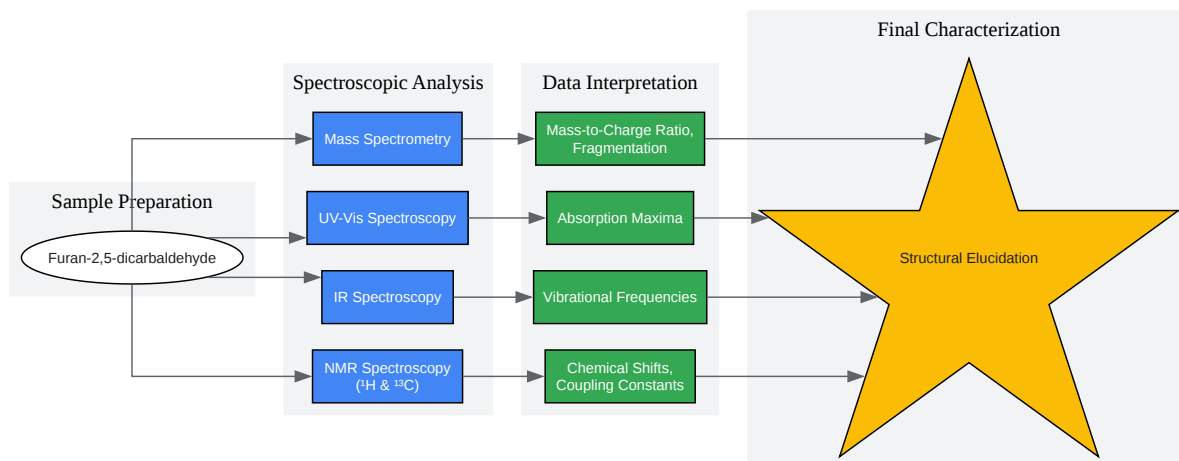 Final Characterization
Spectroscopic Analysis
Data Interpretation
Mass Spectrometry
Mass-to-Charge Ratio,
Fragmentation
Sample Preparation
UV-Vis Spectroscopy
Absorption Maxima
Furan-2,5-dicarbaldehyde
Structural Elucidation
IR Spectroscopy
Vibrational Frequencies
NMR Spectroscopy
(¹H & ¹³C)
Chemical Shifts,
Coupling Constants